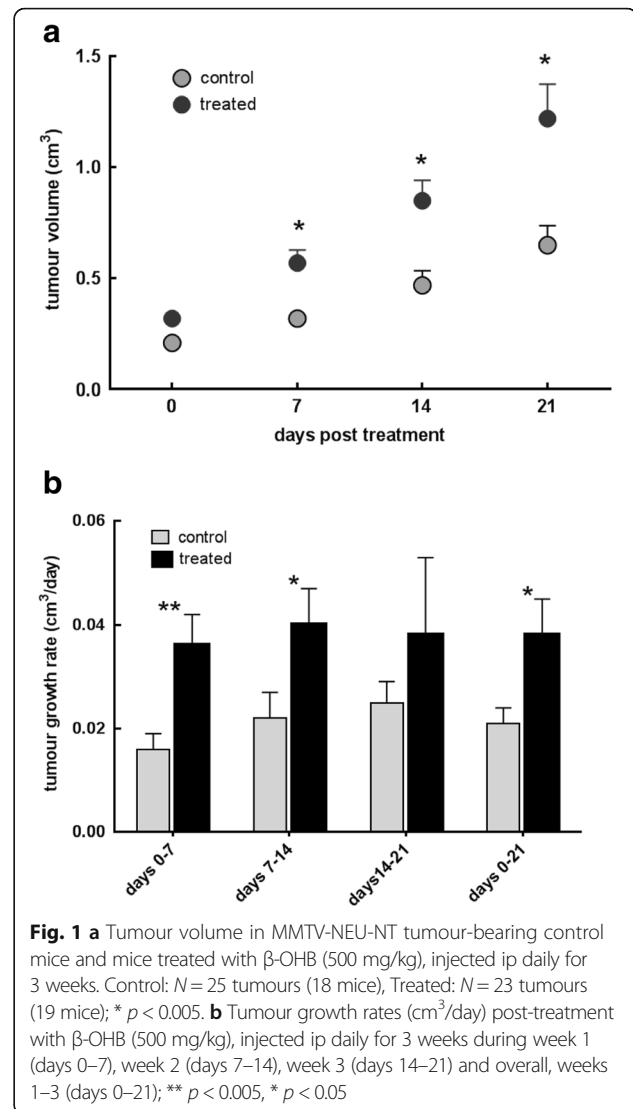 a
1.5
1.0
0.5
0.0
tumour volume (cm³)
control
treated
*
*
*
0 7 14 21
days post treatment
b
0.06
0.04
0.02
0.00
tumour growth rate (cm³/day)
control
treated
**
*
*
days 0-7
days 7-14
days14-21
days 0-21
Fig. 1 a Tumour volume in MMTV-NEU-NT tumour-bearing control
mice and mice treated with β-OHB (500 mg/kg), injected ip daily for
3 weeks. Control: N = 25 tumours (18 mice), Treated: N = 23 tumours
(19 mice); * p < 0.005. b Tumour growth rates (cm³/day) post-treatment
with β-OHB (500 mg/kg), injected ip daily for 3 weeks during week 1
(days 0–7), week 2 (days 7–14), week 3 (days 14–21) and overall, weeks
1–3 (days 0–21); ** p < 0.005, * p < 0.05